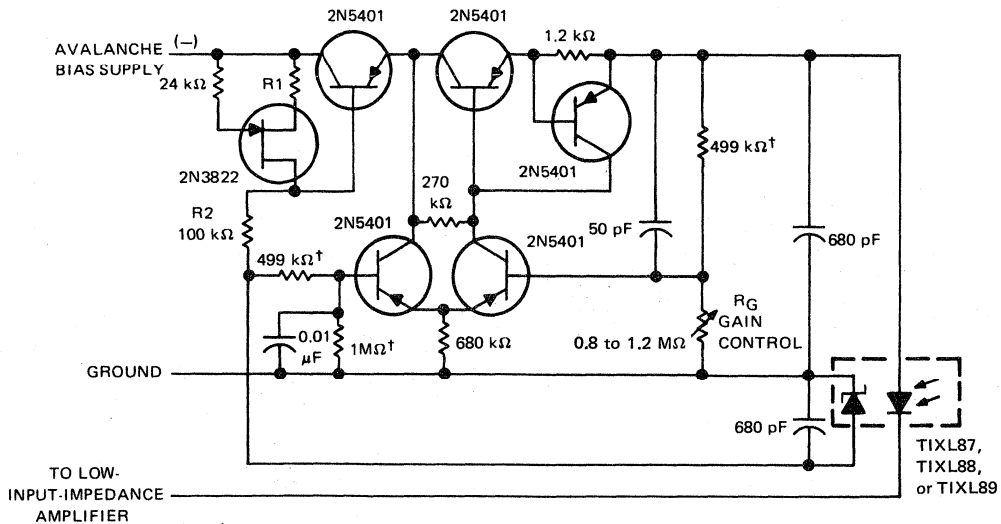 2N5401
2N5401
AVALANCHE
BIAS SUPPLY
(−)
1.2 kΩ
24 kΩ
R1
2N3822
2N5401
499 kΩ†
270
kΩ
R2
100 kΩ
2N5401
2N5401
50 pF
680 pF
499 kΩ†
0.01
μF
1MΩ†
680 kΩ
RG
GAIN
CONTROL
0.8 to 1.2 MΩ
GROUND
680 pF
TIXL87,
TIXL88,
or TIXL89
TO LOW-
INPUT-IMPEDANCE
AMPLIFIER